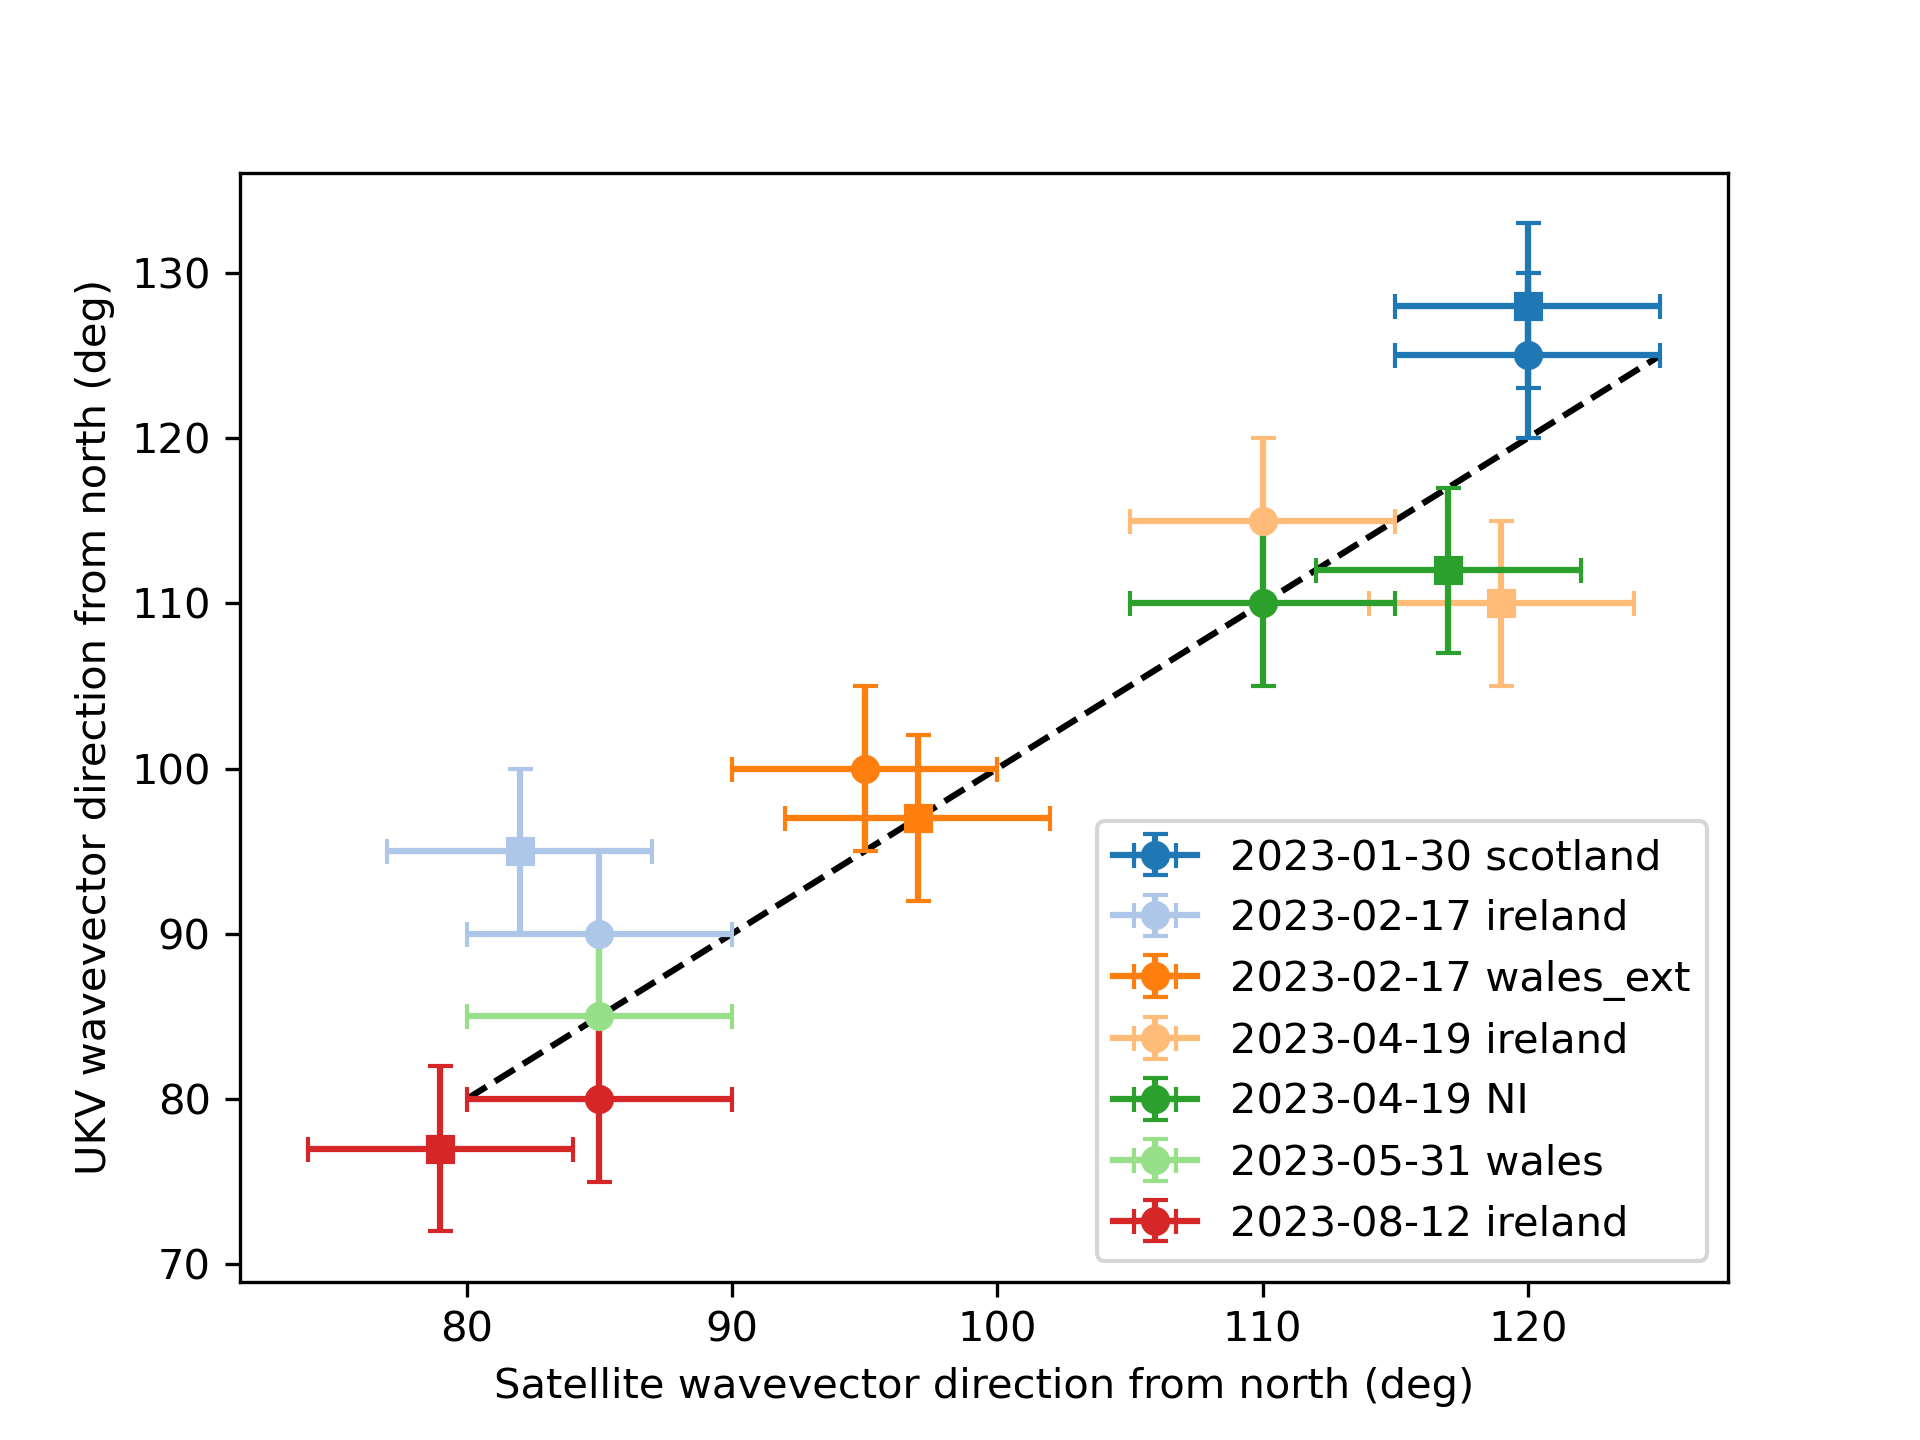 130
120
110
100
90
80
70
UKV wavevector direction from north (deg)
2023-01-30 scotland
2023-02-17 ireland
2023-02-17 wales_ext
2023-04-19 ireland
2023-04-19 NI
2023-05-31 wales
2023-08-12 ireland
80 90 100 110 120
Satellite wavevector direction from north (deg)